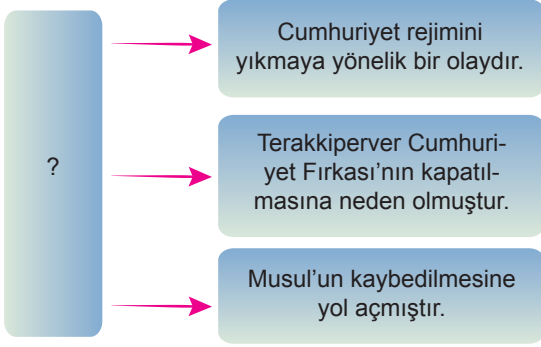 ?
Cumhuriyet rejimini
yıkmaya yönelik bir olaydır.
Terakkiperver Cumhuri-
yet Fırkası'nın kapatıl-
masına neden olmuştur.
Musul'un kaybedilmesine
yol açmıştır.